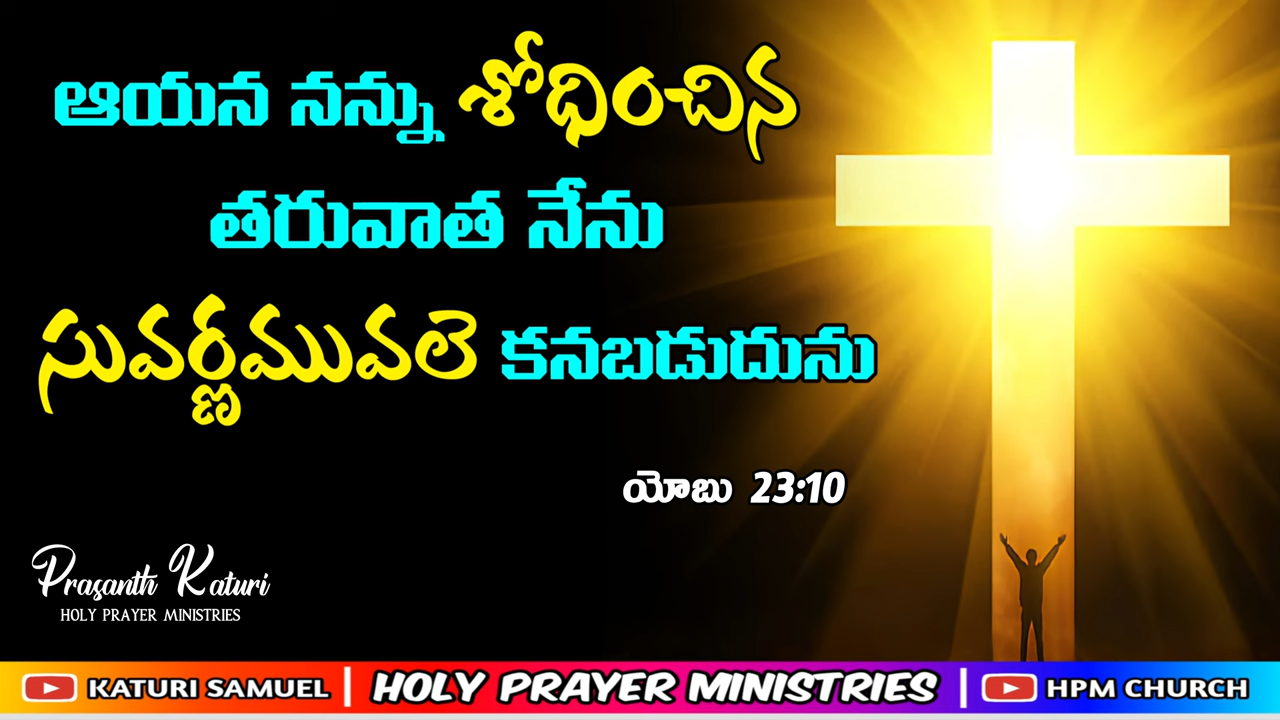 ఆయన నన్ను శోధించిన
తరువాత నేను
సువర్ణమువలె కనబడుదును
యోబు 23:10
Prasanth Katuri
HOLY PRAYER MINISTRIES
KATURI SAMUEL | HOLY PRAYER MINISTRIES | HPM CHURCH